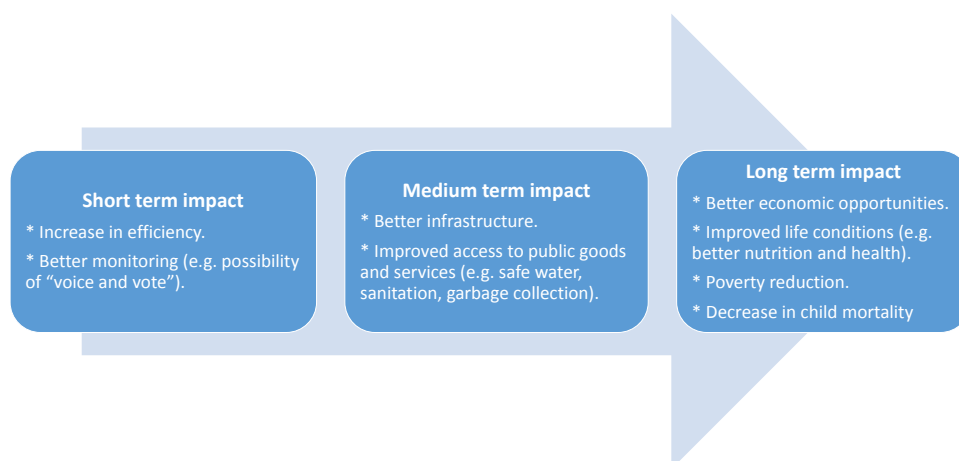 Short term impact
* Increase in efficiency.
* Better monitoring (e.g. possibility
of “voice and vote”).
Medium term impact
* Better infrastructure.
* Improved access to public goods
and services (e.g. safe water,
sanitation, garbage collection).
Long term impact
* Better economic opportunities.
* Improved life conditions (e.g.
better nutrition and health).
* Poverty reduction.
* Decrease in child mortality